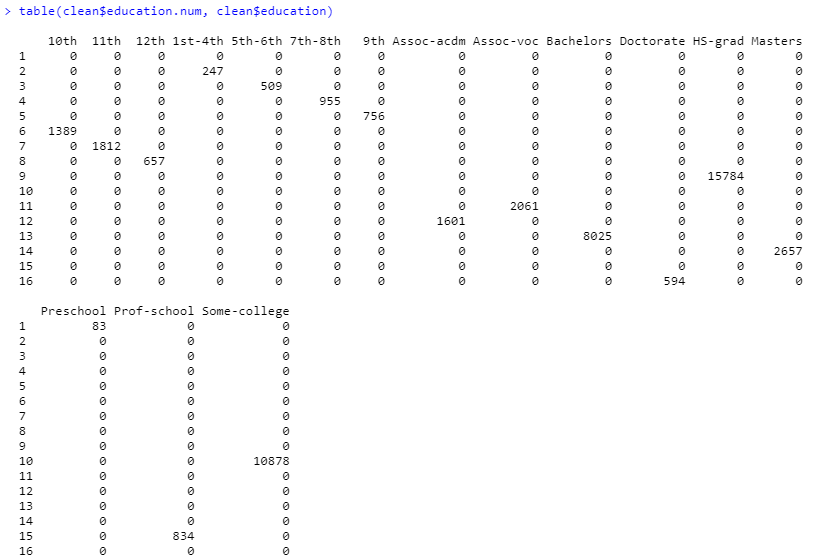 > table(clean$education.num, clean$education)
10th 11th 12th 1st-4th 5th-6th 7th-8th 9th Assoc-acdm Assoc-voc Bachelors Doctorate HS-grad Masters
1 0 0 0 0 0 0 0 0 0 0 0 0 0
2 0 0 0 247 0 0 0 0 0 0 0 0 0
3 0 0 0 0 509 0 0 0 0 0 0 0 0
4 0 0 0 0 0 955 0 0 0 0 0 0 0
5 0 0 0 0 0 0 756 0 0 0 0 0 0
6 1389 0 0 0 0 0 0 0 0 0 0 0 0
7 0 1812 0 0 0 0 0 0 0 0 0 0 0
8 0 0 657 0 0 0 0 0 0 0 0 0 0
9 0 0 0 0 0 0 0 0 0 0 0 15784 0
10 0 0 0 0 0 0 0 0 0 0 0 0 0
11 0 0 0 0 0 0 0 0 2061 0 0 0 0
12 0 0 0 0 0 0 0 1601 0 0 0 0 0
13 0 0 0 0 0 0 0 0 0 8025 0 0 0
14 0 0 0 0 0 0 0 0 0 0 0 0 2657
15 0 0 0 0 0 0 0 0 0 0 0 0 0
16 0 0 0 0 0 0 0 0 0 0 594 0 0
Preschool Prof-school Some-college
1 83 0 0
2 0 0 0
3 0 0 0
4 0 0 0
5 0 0 0
6 0 0 0
7 0 0 0
8 0 0 0
9 0 0 0
10 0 0 10878
11 0 0 0
12 0 0 0
13 0 0 0
14 0 0 0
15 0 834 0
16 0 0 0